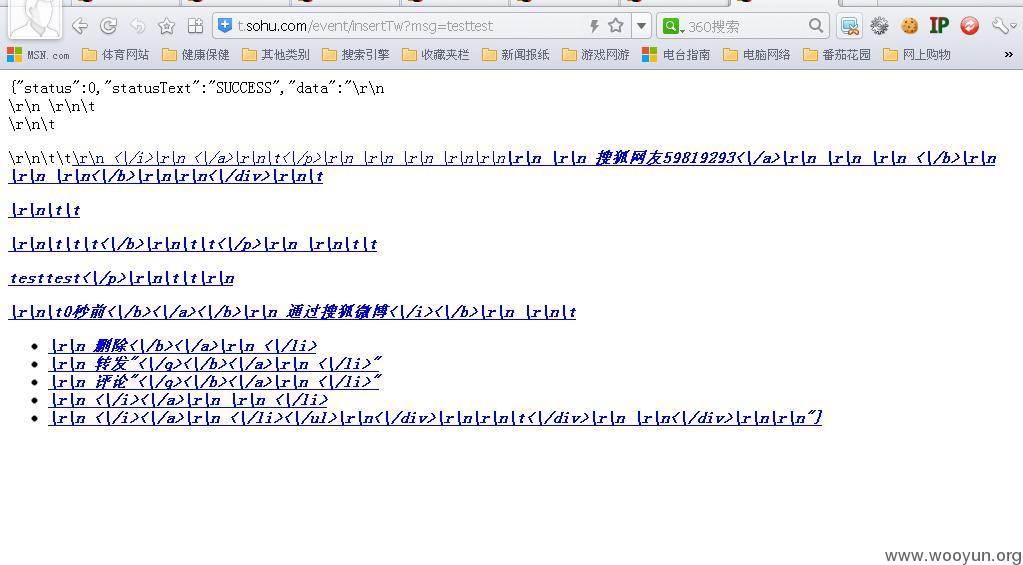 t.sohu.com/event/insertTw?msg=testtest
360搜索
IP
MSN.com 体育网站 健康保健 其他类别 搜索引擎 收藏夹栏 新闻报纸 游戏网游 电台指南 电脑网络 番茄花园 网上购物 »
{"status":0,"statusText":"SUCCESS","data":"\r\n
\r\n \r\n\t
\r\n\t
\r\n\t\t\r\n <\/i>\r\n <\/a>\r\n\t<\/p>\r\n \r\n \r\n \r\n\r\n\r\n \r\n 搜狐网友59819293<\/a>\r\n \r\n \r\n <\/b>\r\n
\r\n \r\n<\/b>\r\n\r\n<\/div>\r\n\t
\r\n\t\t
\r\n\t\t\t<\/b>\r\n\t\t<\/p>\r\n \r\n\t\t
testtest<\/p>\r\n\t\t\r\n
\r\n\t0秒前<\/b><\/a><\/b>\r\n 通过搜狐微博<\/i><\/b>\r\n \r\n\t
• \r\n 删除<\/b><\/a>\r\n <\/li>
• \r\n 转发"<\/q><\/b><\/a>\r\n <\/li>"
• \r\n 评论"<\/q><\/b><\/a>\r\n <\/li>"
• \r\n <\/i><\/a>\r\n \r\n <\/li>
• \r\n <\/i><\/a>\r\n <\/li><\/ul>\r\n<\/div>\r\n\r\n\t<\/div>\r\n \r\n<\/div>\r\n\r\n"}
www.wooyun.org